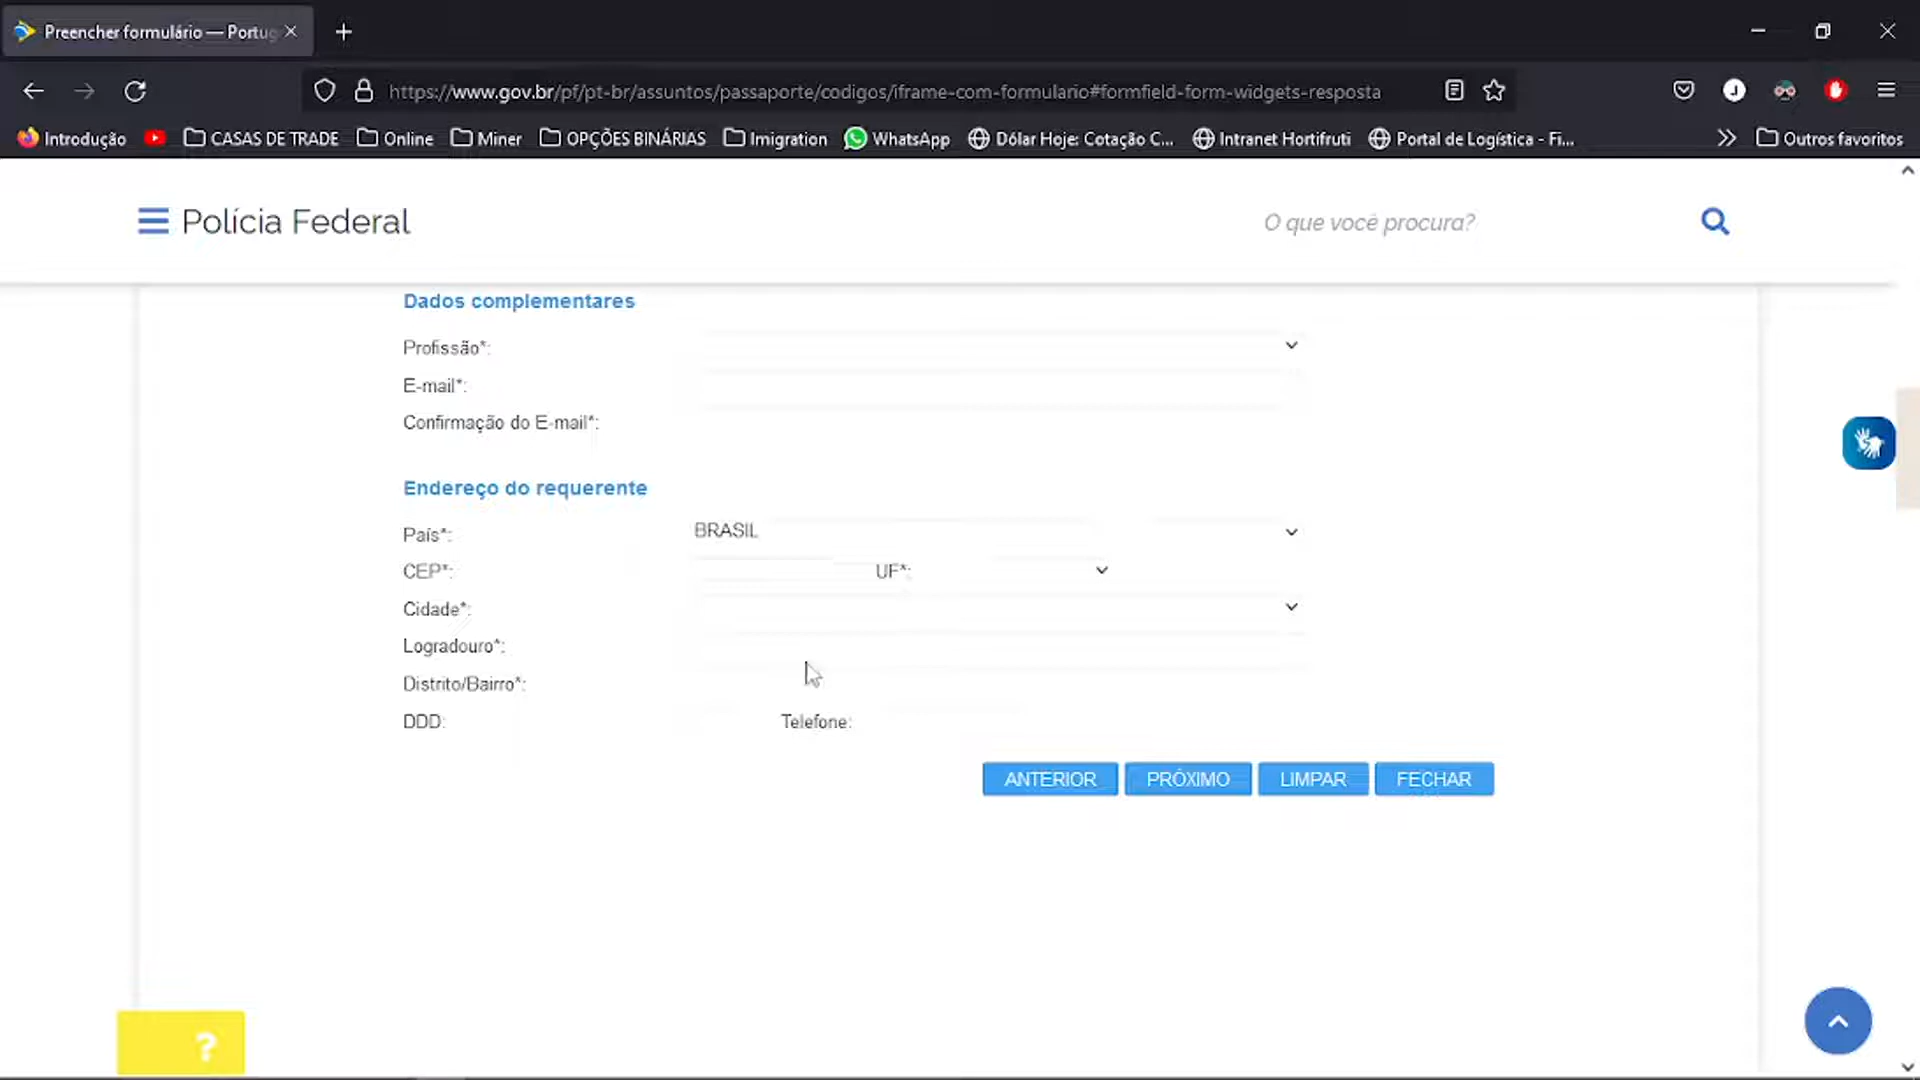 Preencher formulário — Portug
https://www.gov.br/pf/pt-br/assuntos/passaporte/codigos/iframe-com-formulario#formfield-form-widgets-resposta
J
Introdução CASAS DE TRADE Online Miner OPÇÕES BINÁRIAS Imigration WhatsApp Dólar Hoje: Cotação C... Intranet Hortifruti Portal de Logística - Fi... Outros favoritos
Polícia Federal
O que você procura?
Dados complementares
Profissão*:
E-mail*:
Confirmação do E-mail*:
Endereço do requerente
País*: BRASIL
CEP*: UF*:
Cidade*:
Logradouro*:
Distrito/Bairro*:
DDD: Telefone:
ANTERIOR PRÓXIMO LIMPAR FECHAR
?